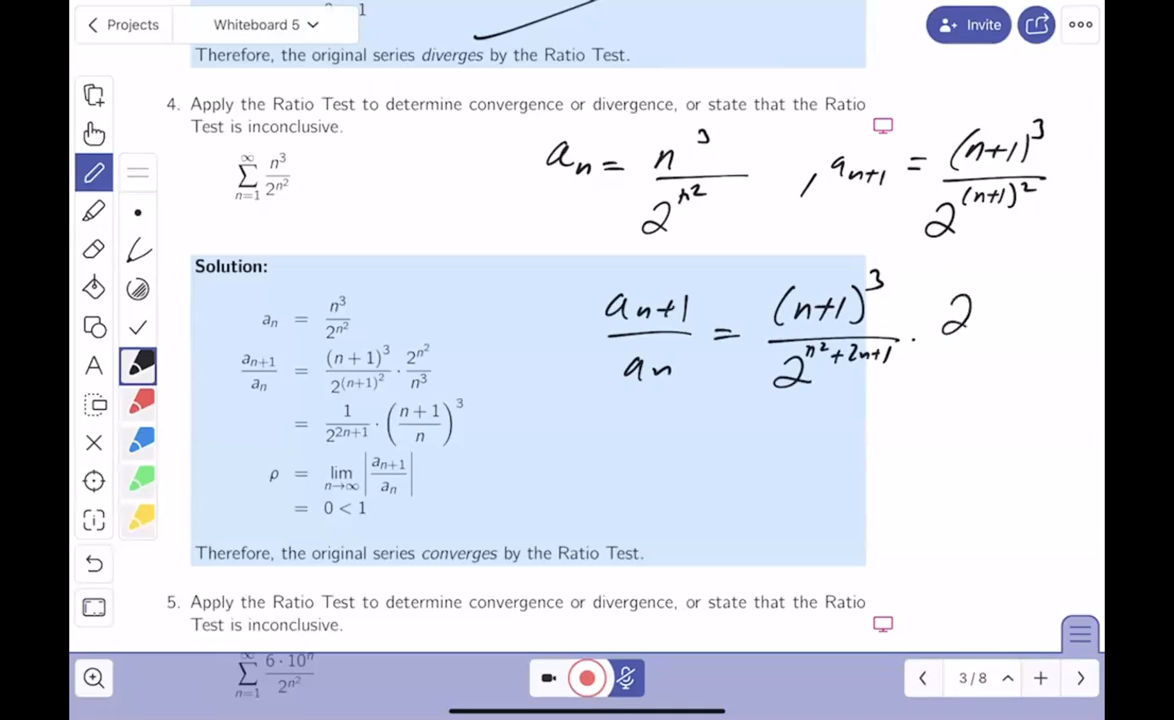 Projects
Whiteboard 5
Invite
1
Therefore, the original series diverges by the Ratio Test.
4. Apply the Ratio Test to determine convergence or divergence, or state that the Ratio
Test is inconclusive.
∑_{n=1}^{∞} n^3 / 2^{n^2}
a_n = n^3 / 2^{n^2} , a_{n+1} = (n+1)^3 / 2^{(n+1)^2}
Solution:
a_n = n^3 / 2^{n^2}
a_{n+1} / a_n = (n + 1)^3 / 2^{(n+1)^2} · 2^{n^2} / n^3
= 1 / 2^{2n+1} · ((n + 1) / n)^3
ρ = lim_{n→∞} |a_{n+1} / a_n|
= 0 < 1
a_{n+1} / a_n = (n+1)^3 / 2^{n^2+2n+1} · 2
Therefore, the original series converges by the Ratio Test.
5. Apply the Ratio Test to determine convergence or divergence, or state that the Ratio
Test is inconclusive.
∑_{n=1}^{∞} 6 · 10^n / 2^{n^2}
A
3 / 8